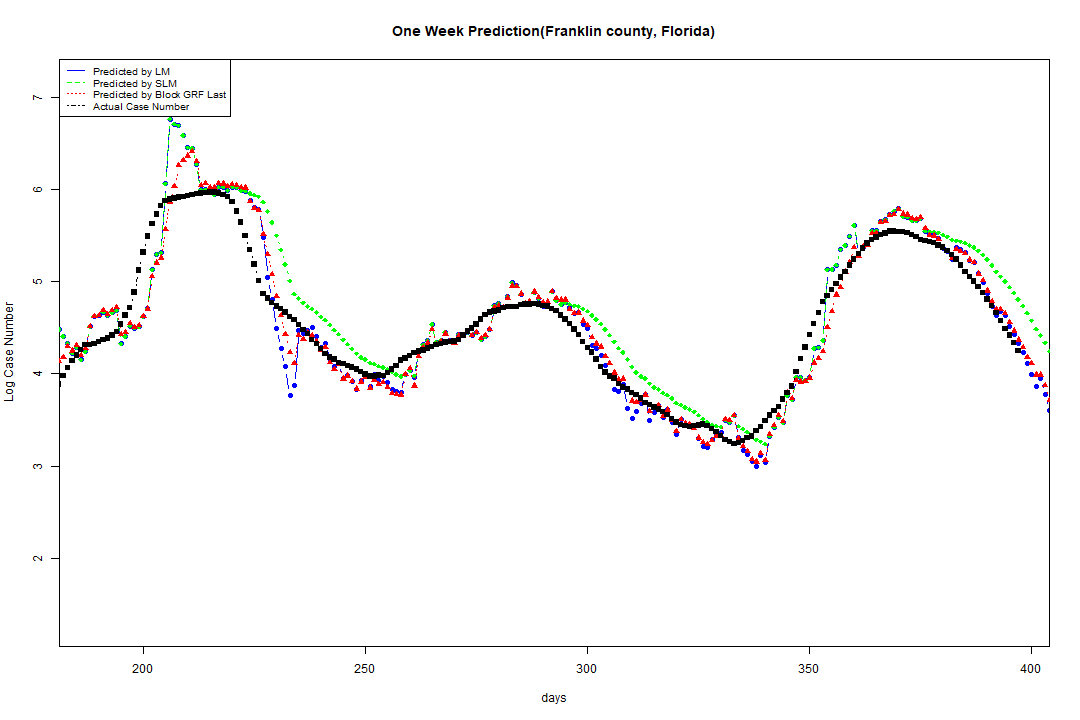 One Week Prediction(Franklin county, Florida)
Predicted by LM
Predicted by SLM
Predicted by Block GRF Last
Actual Case Number
7
6
5
4
3
2
Log Case Number
200 250 300 350 400
days